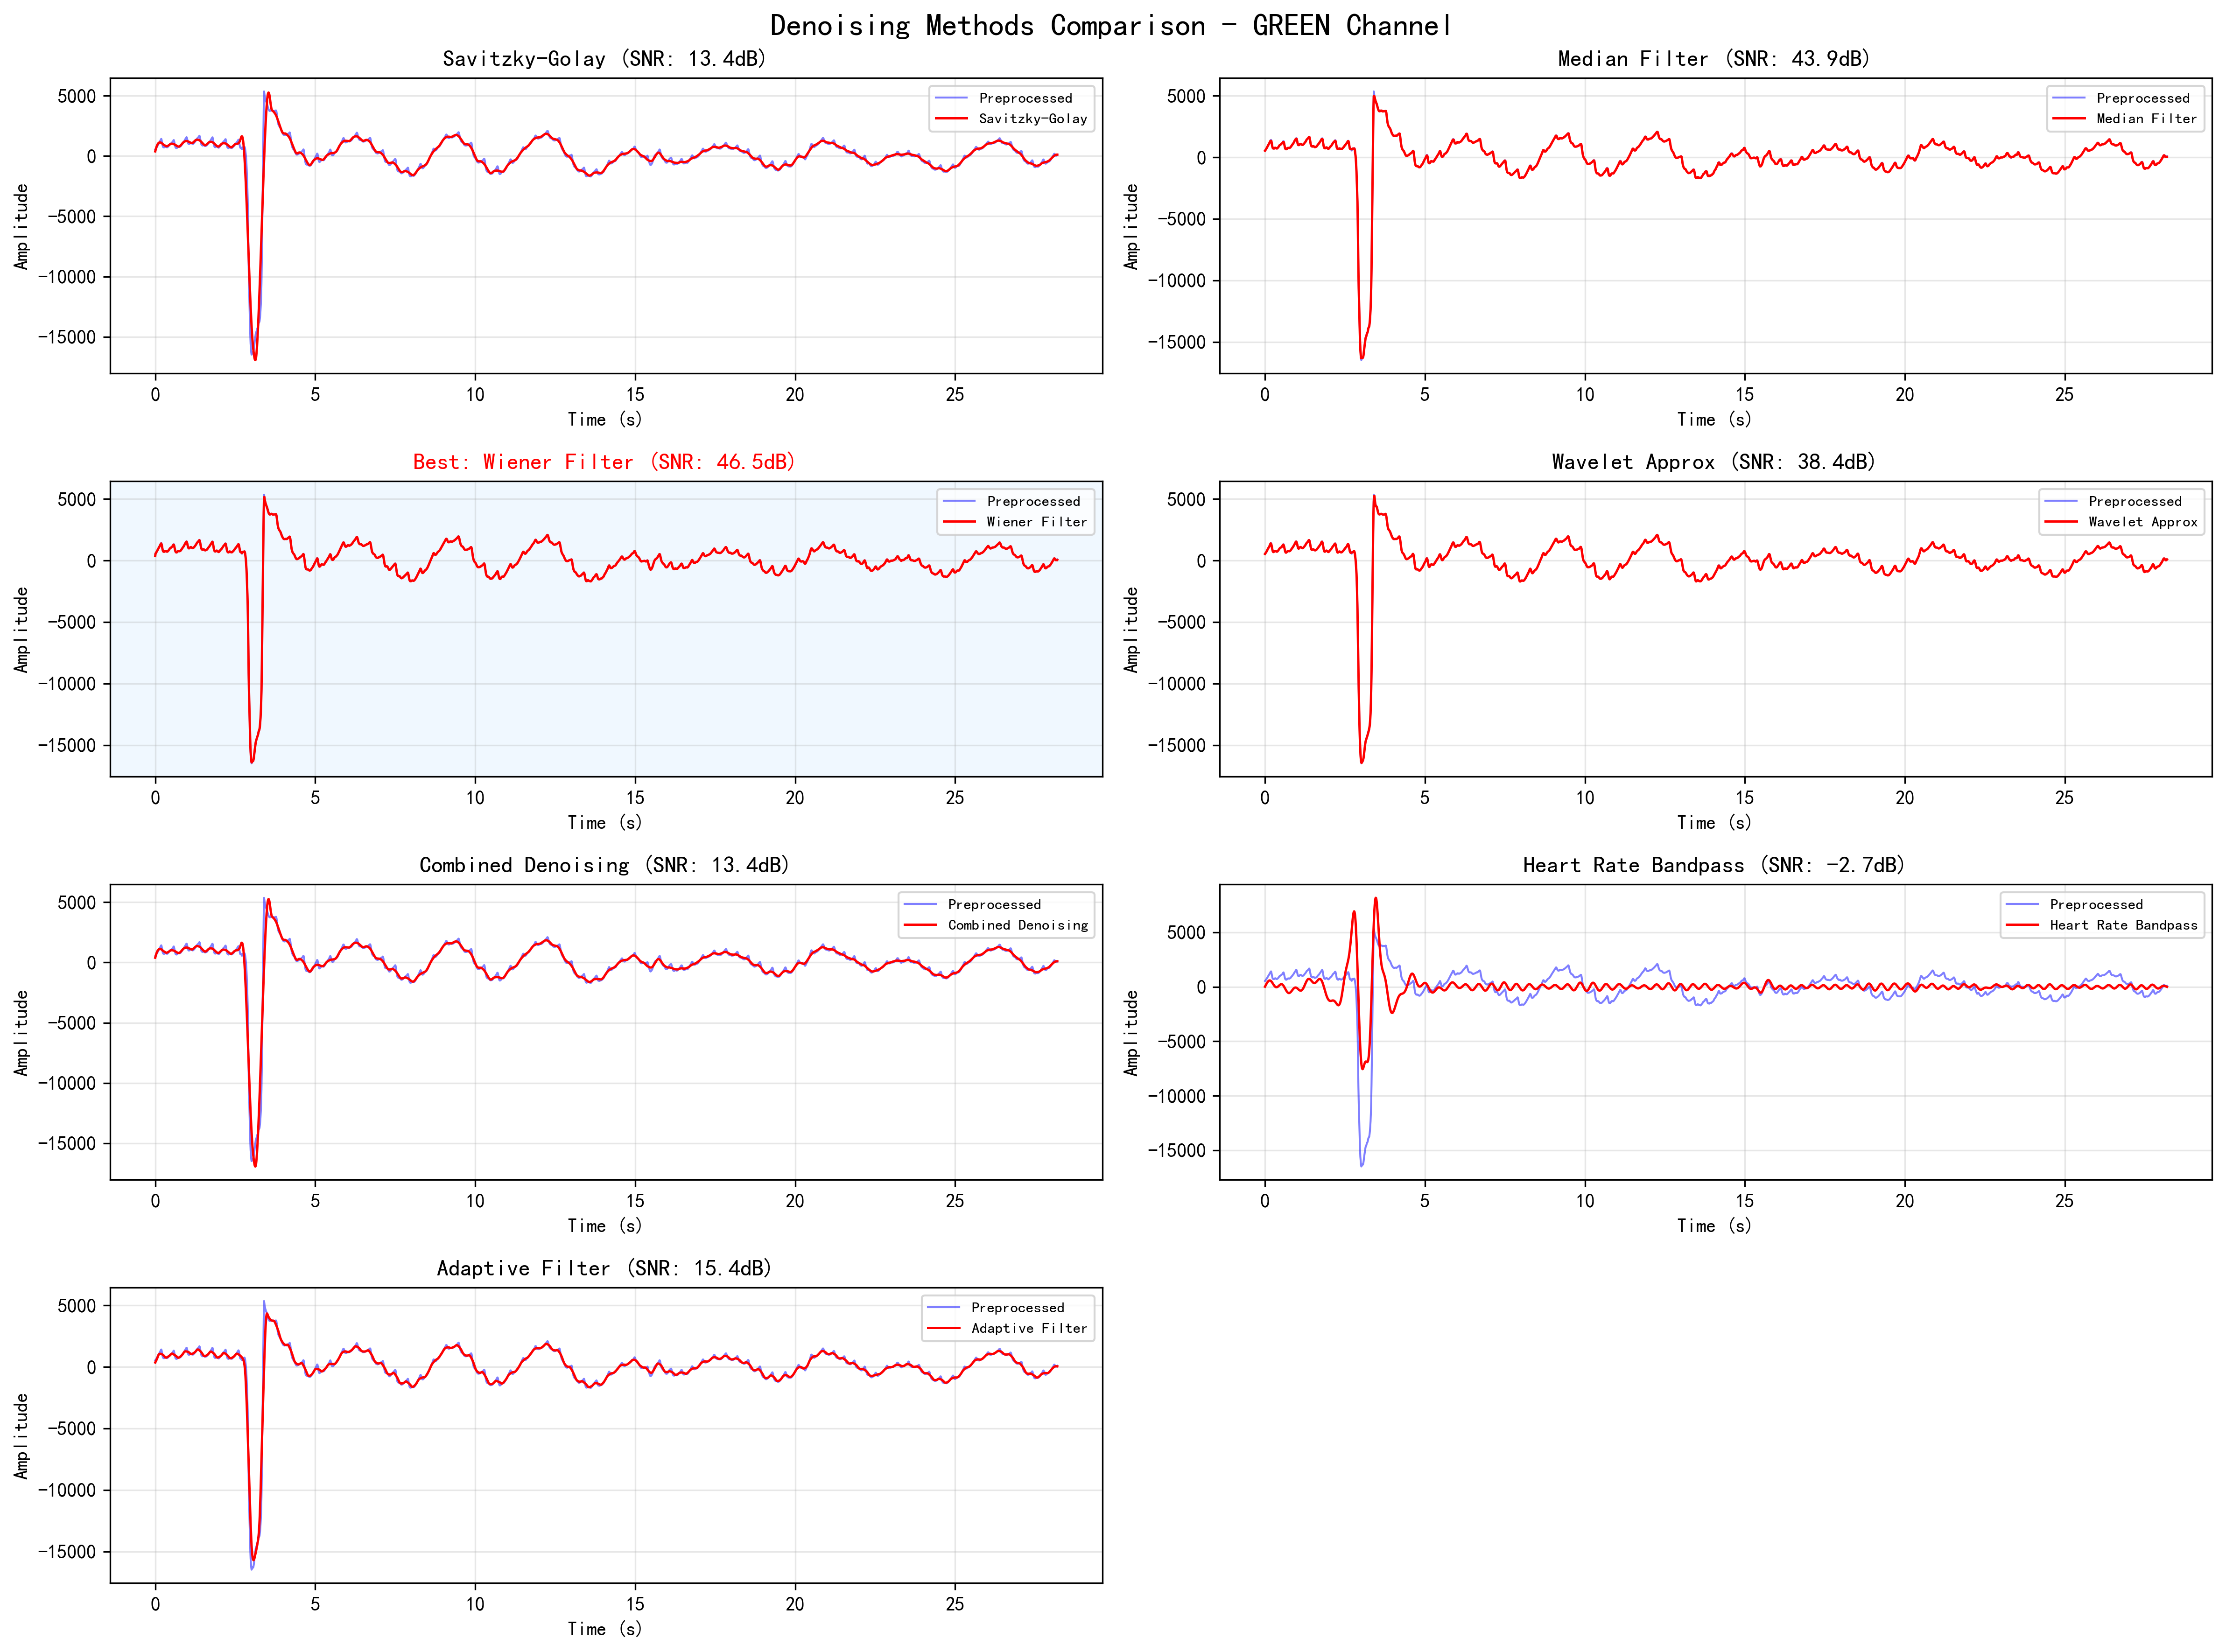 Denoising Methods Comparison - GREEN Channel
Savitzky-Golay (SNR: 13.4dB)
5000
0
-5000
-10000
-15000
Amplitude
0 5 10 15 20 25
Time (s)
Preprocessed
Savitzky-Golay
Median Filter (SNR: 43.9dB)
5000
0
-5000
-10000
-15000
Amplitude
0 5 10 15 20 25
Time (s)
Preprocessed
Median Filter
Best: Wiener Filter (SNR: 46.5dB)
5000
0
-5000
-10000
-15000
Amplitude
0 5 10 15 20 25
Time (s)
Preprocessed
Wiener Filter
Wavelet Approx (SNR: 38.4dB)
5000
0
-5000
-10000
-15000
Amplitude
0 5 10 15 20 25
Time (s)
Preprocessed
Wavelet Approx
Combined Denoising (SNR: 13.4dB)
5000
0
-5000
-10000
-15000
Amplitude
0 5 10 15 20 25
Time (s)
Preprocessed
Combined Denoising
Heart Rate Bandpass (SNR: -2.7dB)
5000
0
-5000
-10000
-15000
Amplitude
0 5 10 15 20 25
Time (s)
Preprocessed
Heart Rate Bandpass
Adaptive Filter (SNR: 15.4dB)
5000
0
-5000
-10000
-15000
Amplitude
0 5 10 15 20 25
Time (s)
Preprocessed
Adaptive Filter